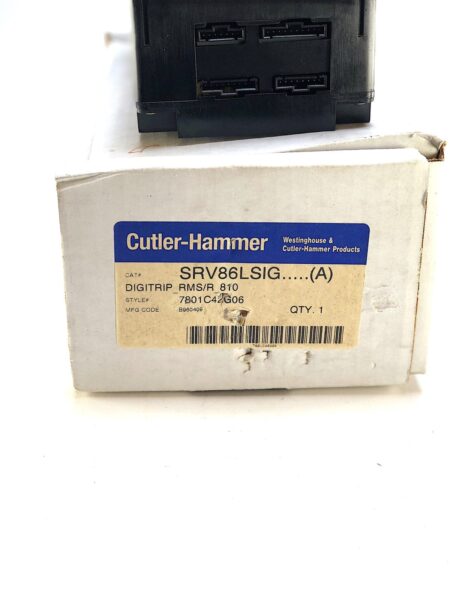 Cutler-Hammer
Westinghouse &
Cutler-Hammer Products
CAT# SRV86LSIG.....(A)
DIGITRIP RMS/R 810
STYLE# 7801C42G06
MFG CODE QTY. 1